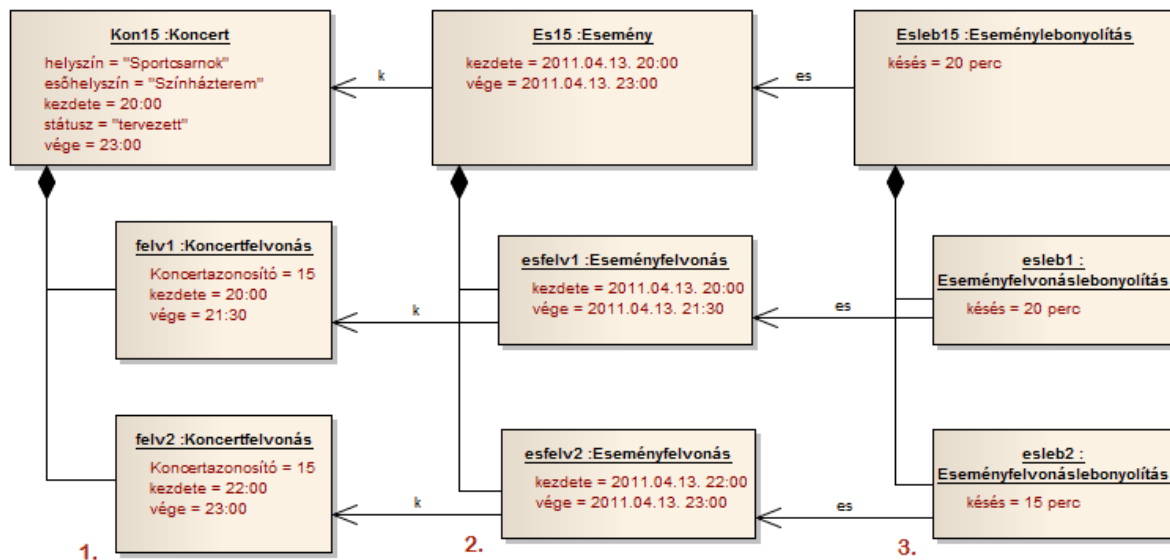 Kon15 :Koncert
helyszín = "Sportcsarnok"
esőhelyszín = "Színházterem"
kezdete = 20:00
státusz = "tervezett"
vége = 23:00
k
Es15 :Esemény
kezdete = 2011.04.13. 20:00
vége = 2011.04.13. 23:00
es
Esleb15 :Eseménylebonyolítás
késés = 20 perc
felv1 :Koncertfelvonás
Koncertazonosító = 15
kezdete = 20:00
vége = 21:30
k
esfelv1 :Eseményfelvonás
kezdete = 2011.04.13. 20:00
vége = 2011.04.13. 21:30
es
esleb1 :
Eseményfelvonáslebonyolítás
késés = 20 perc
felv2 :Koncertfelvonás
Koncertazonosító = 15
kezdete = 22:00
vége = 23:00
k
esfelv2 :Eseményfelvonás
kezdete = 2011.04.13. 22:00
vége = 2011.04.13. 23:00
es
esleb2 :
Eseményfelvonáslebonyolítás
késés = 15 perc
1.
2.
3.